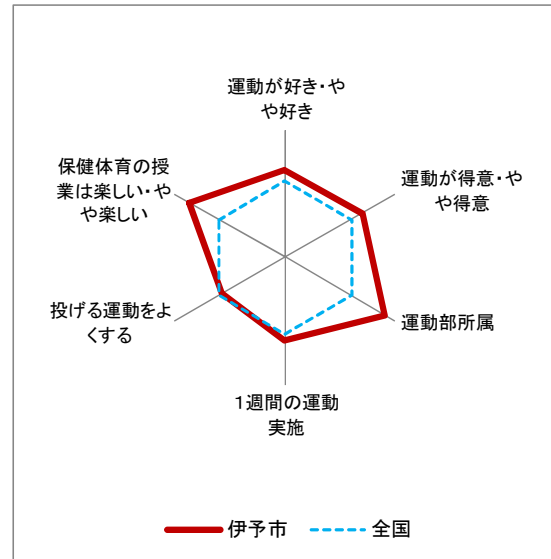 運動が好き・や
や好き
運動が得意・や
や得意
運動部所属
１週間の運動
実施
投げる運動をよ
くする
保健体育の授
業は楽しい・や
や楽しい
伊予市
全国